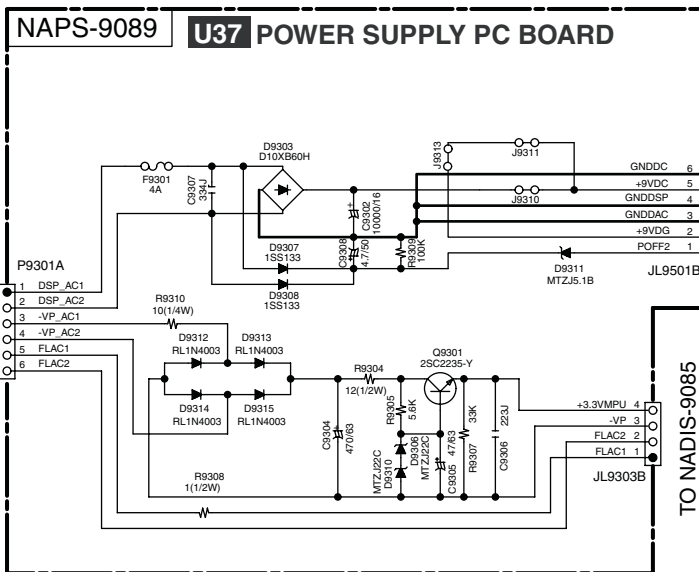 NAPS-9089
U37 POWER SUPPLY PC BOARD
D9303
D10XB60H
F9301
4A
C9307
334J
C9302
10000/16
C9308
4.7/50
R9309
100K
J9313
J9311
J9310
GNDDC 6
+9VDC 5
GNDDSP 4
GNDDAC 3
+9VDG 2
POFF2 1
JL9501B
D9311
MTZJ5.1B
D9307
1SS133
D9308
1SS133
P9301A
1 DSP_AC1
2 DSP_AC2
3 -VP_AC1
4 -VP_AC2
5 FLAC1
6 FLAC2
R9310
10(1/4W)
D9312
RL1N4003
D9313
RL1N4003
D9314
RL1N4003
D9315
RL1N4003
R9304
12(1/2W)
Q9301
2SC2235-Y
C9304
470/63
R9305
5.6K
MTZJ22C
D9310
D9306
MTZJ22C
47/63
C9305
33K
R9307
223J
C9306
R9308
1(1/2W)
+3.3VMPU 4
-VP 3
FLAC2 2
FLAC1 1
JL9303B
TO NADIS-9085